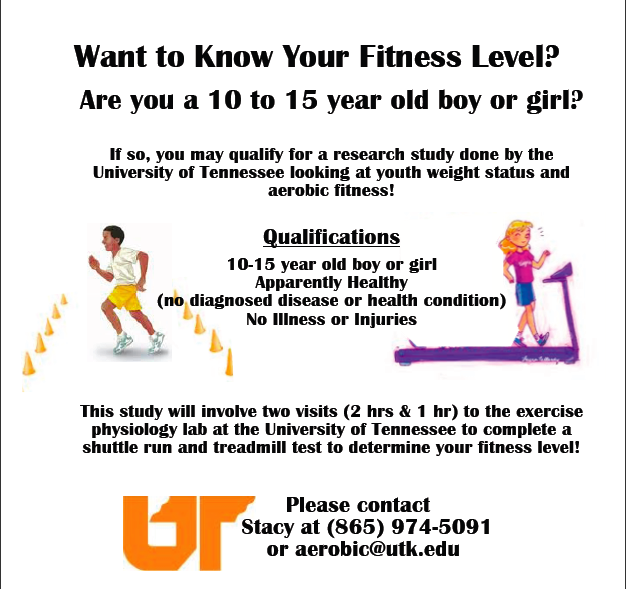 Want to Know Your Fitness Level?
Are you a 10 to 15 year old boy or girl?
If so, you may qualify for a research study done by the
University of Tennessee looking at youth weight status and
aerobic fitness!
Qualifications
10-15 year old boy or girl
Apparently Healthy
(no diagnosed disease or health condition)
No Illness or Injuries
This study will involve two visits (2 hrs & 1 hr) to the exercise
physiology lab at the University of Tennessee to complete a
shuttle run and treadmill test to determine your fitness level!
UT
Please contact
Stacy at (865) 974-5091
or aerobic@utk.edu